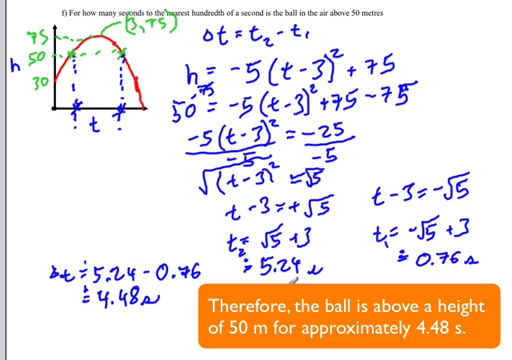 f) For how many seconds to the nearest hundredth of a second is the ball in the air above 50 metres
75
(3, 75)
50
30
h
t
? ?
Δt = t₂ - t₁
h = -5(t-3)² + 75
50⁻⁷⁵ = -5(t-3)² + 75 - 75
-5(t-3)² = -25
-5 -5
√(t-3)² = √5
t-3 = +√5
t₂ = √5 + 3
≐ 5.24 s
t-3 = -√5
t₁ = -√5 + 3
≐ 0.76 s
Δt ≐ 5.24 - 0.76
≐ 4.48 s
Therefore, the ball is above a height
of 50 m for approximately 4.48 s.